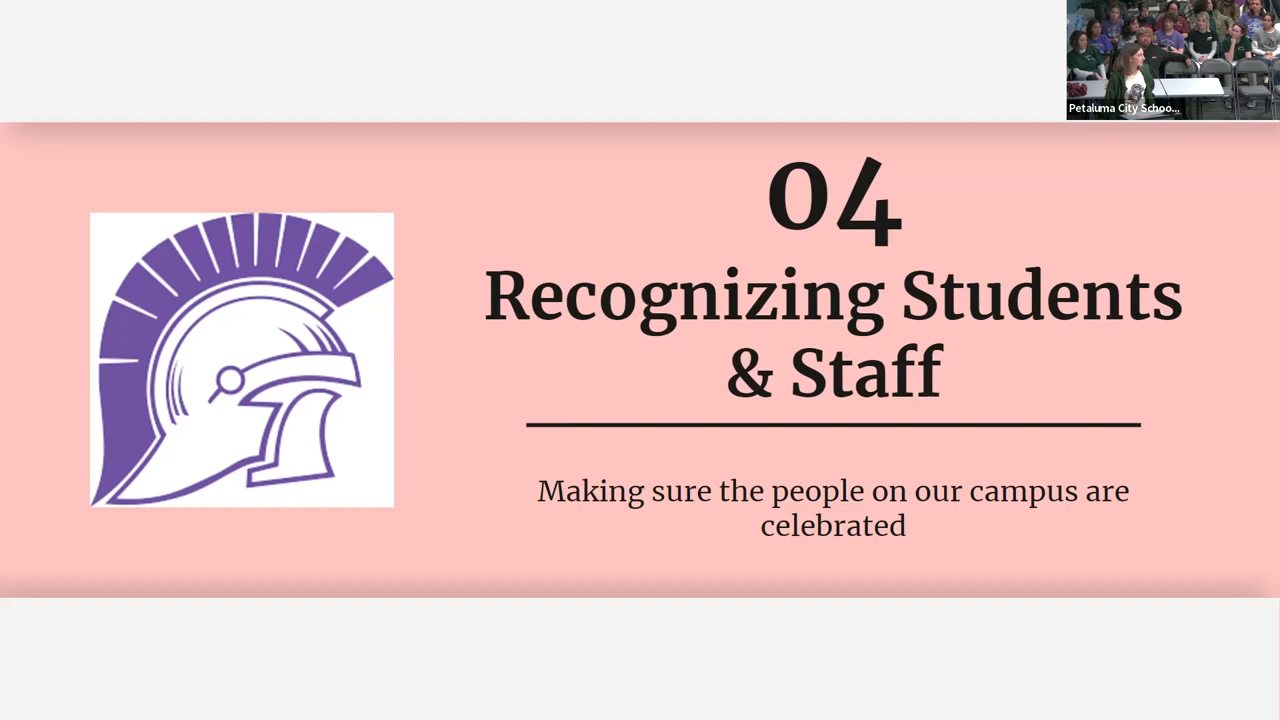 Petaluma City Schoo...
04
Recognizing Students
& Staff
Making sure the people on our campus are
celebrated